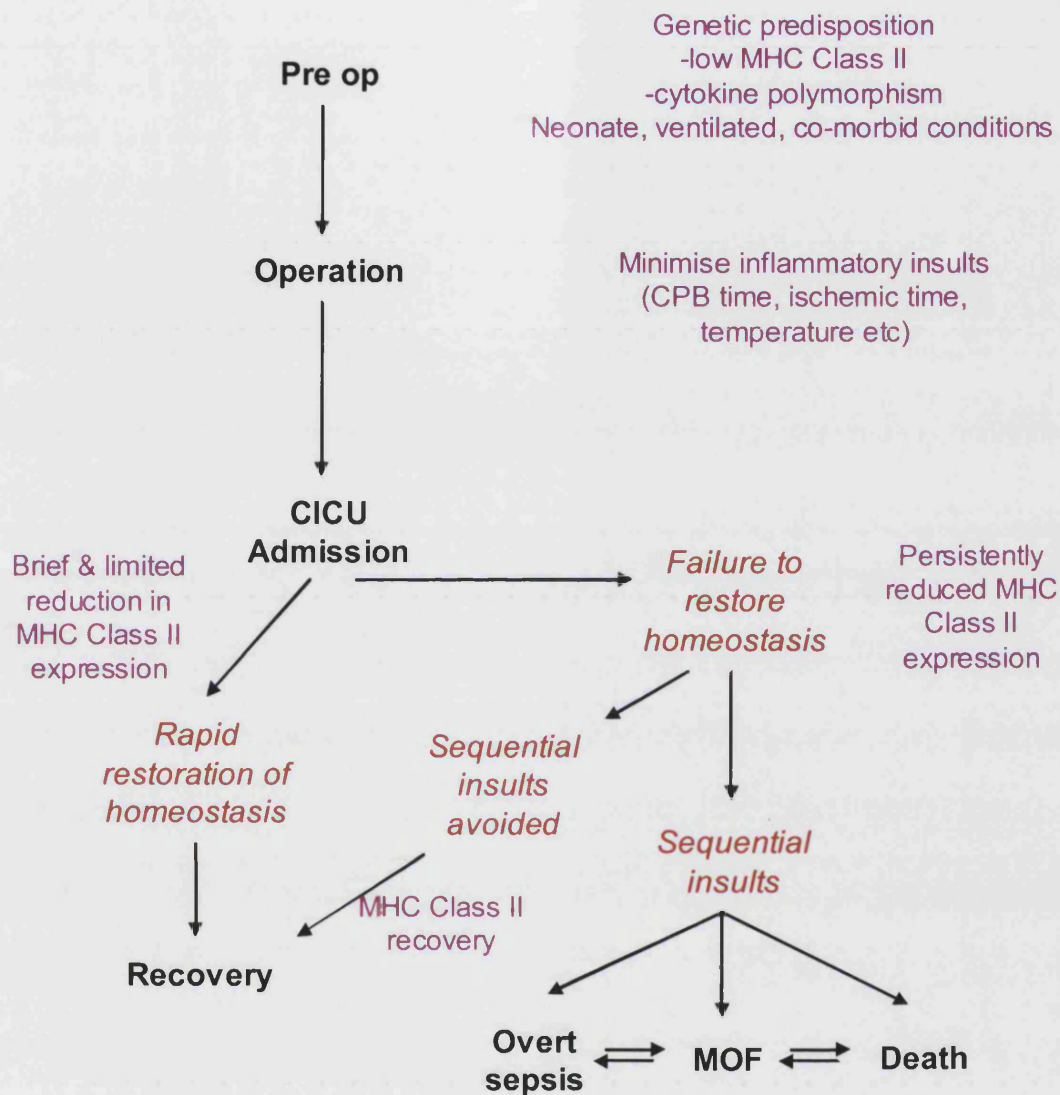 Genetic predisposition
-low MHC Class II
-cytokine polymorphism
Neonate, ventilated, co-morbid conditions
Pre op
Operation
Minimise inflammatory insults
(CPB time, ischemic time,
temperature etc)
CICU
Admission
Brief & limited
reduction in
MHC Class II
expression
Failure to
restore
homeostasis
Persistently
reduced MHC
Class II
expression
Rapid
restoration of
homeostasis
Sequential
insults
avoided
Sequential
insults
MHC Class II
recovery
Recovery
Overt
sepsis
MOF
Death